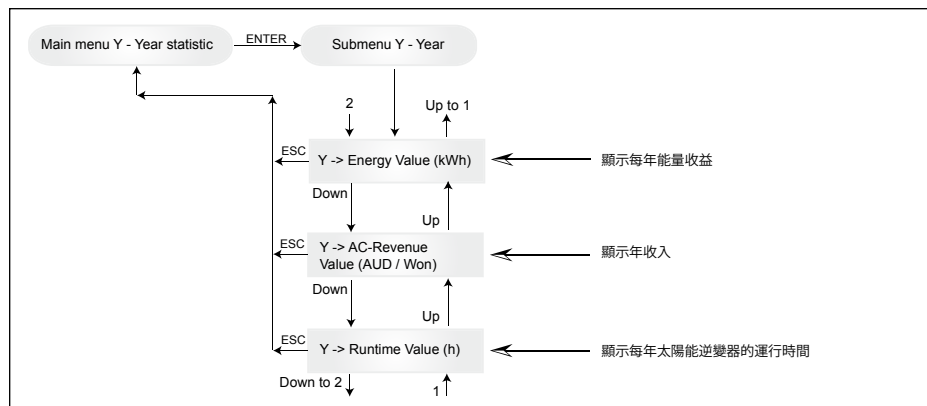 Main menu Y - Year statistic
ENTER
Submenu Y - Year
2
Up to 1
ESC
Y -> Energy Value (kWh)
顯示每年能量收益
Down
Up
ESC
Y -> AC-Revenue
Value (AUD / Won)
顯示年收入
Down
Up
ESC
Y -> Runtime Value (h)
顯示每年太陽能逆變器的運行時間
Down to 2
1